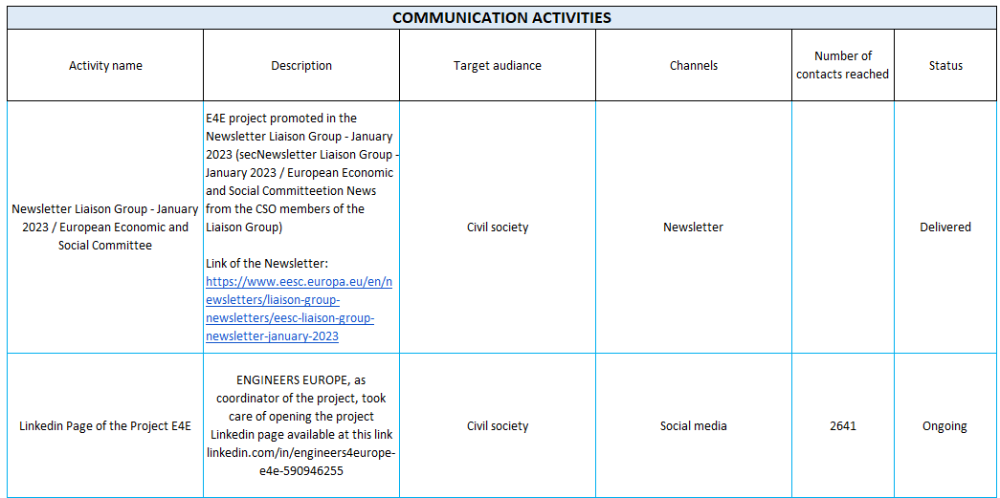 COMMUNICATION ACTIVITIES
Activity name
Description
Target audiance
Channels
Number of
contacts reached
Status
Newsletter Liaison Group - January
2023 / European Economic and
Social Committee
E4E project promoted in the
Newsletter Liaison Group - January
2023 (secNewsletter Liaison Group -
January 2023 / European Economic
and Social Committeetion News
from the CSO members of the
Liaison Group)
Link of the Newsletter:
https://www.eesc.europa.eu/en/n
ewsletters/liaison-group-
newsletters/eesc-liaison-group-
newsletter-january-2023
Civil society
Newsletter
Delivered
Linkedin Page of the Project E4E
ENGINEERS EUROPE, as
coordinator of the project, took
care of opening the project
Linkedin page available at this link
linkedin.com/in/engineers4europe-
e4e-590946255
Civil society
Social media
2641
Ongoing